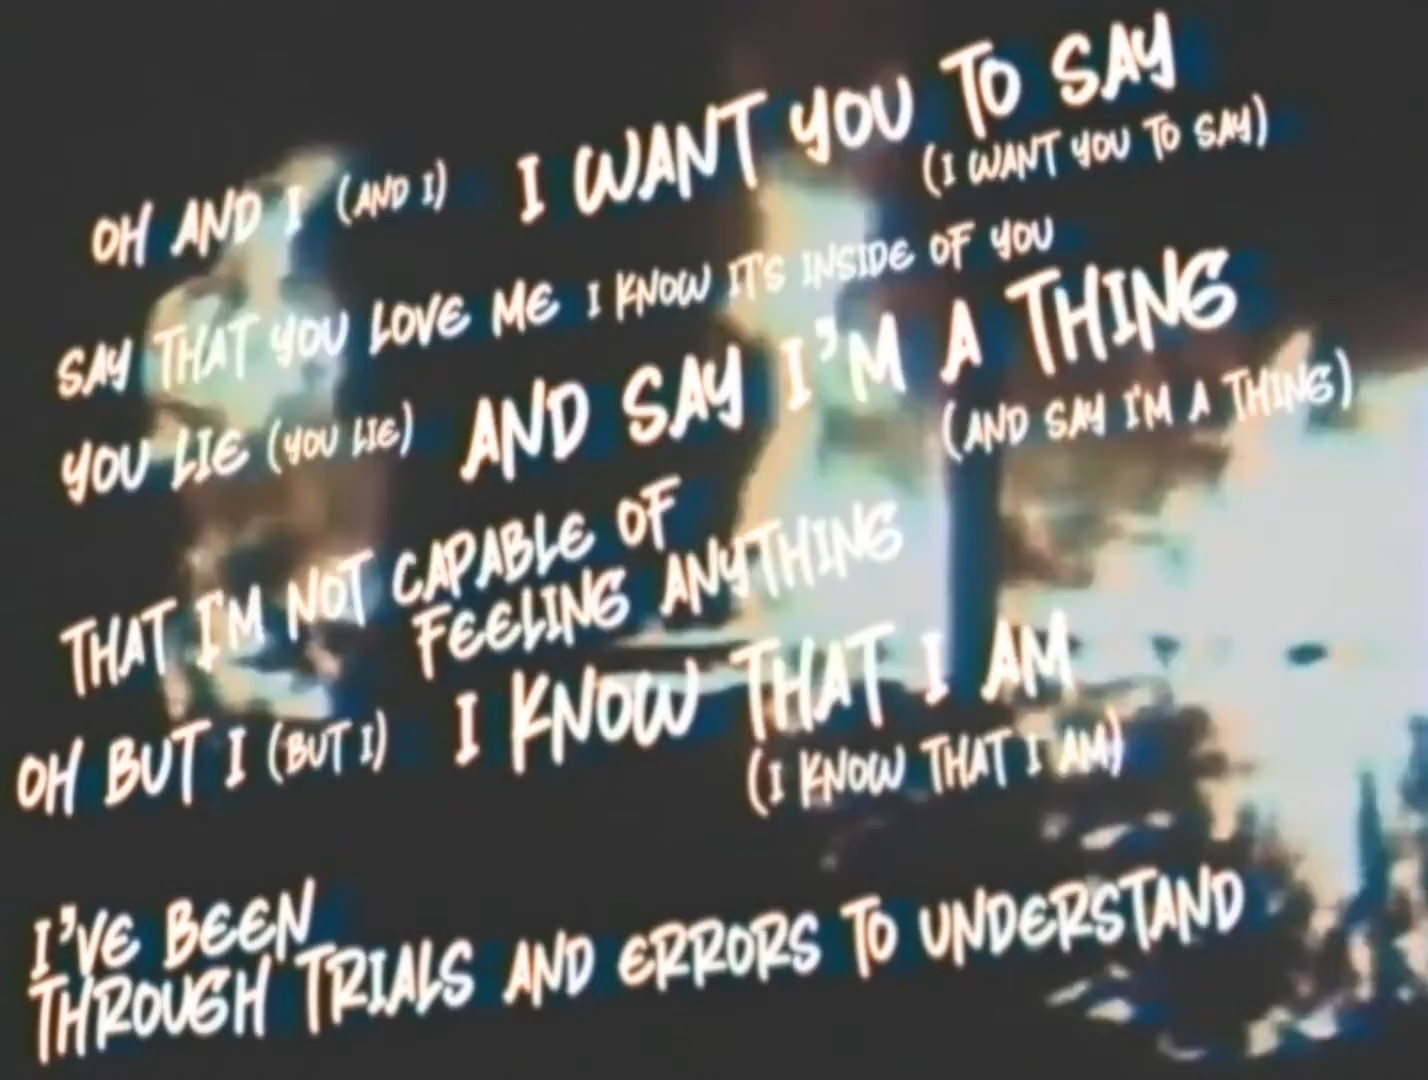 OH AND I (AND I) I WANT YOU TO SAY
(I WANT YOU TO SAY)
SAY THAT YOU LOVE ME I KNOW IT'S INSIDE OF YOU
YOU LIE (YOU LIE) AND SAY I'M A THING
(AND SAY I'M A THING)
THAT I'M NOT CAPABLE OF
FEELING ANYTHING
OH BUT I (BUT I) I KNOW THAT I AM
(I KNOW THAT I AM)
I'VE BEEN
THROUGH TRIALS AND ERRORS TO UNDERSTAND